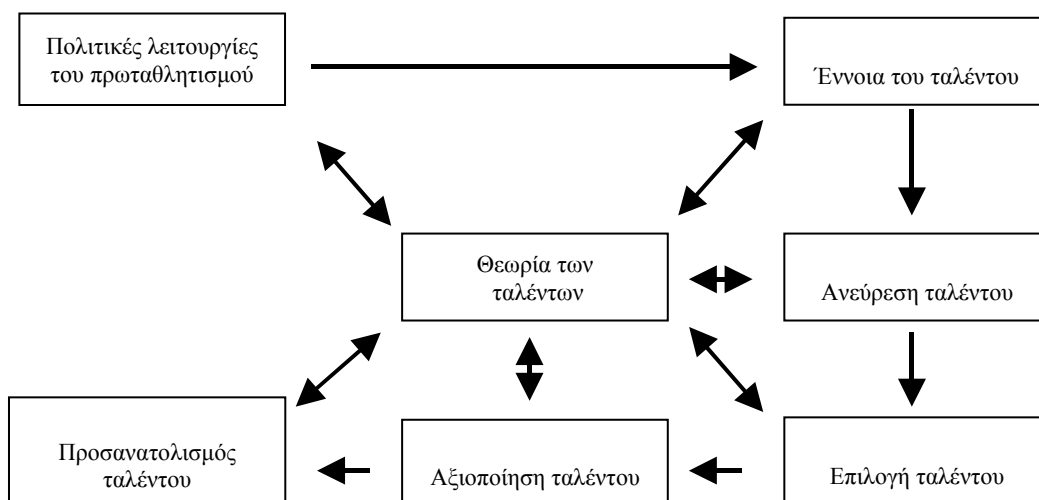 Πολιτικές λειτουργίες
του πρωταθλητισμού
Έννοια του ταλέντου
Θεωρία των
ταλέντων
Ανεύρεση ταλέντου
Προσανατολισμός
ταλέντου
Αξιοποίηση ταλέντου
Επιλογή ταλέντου